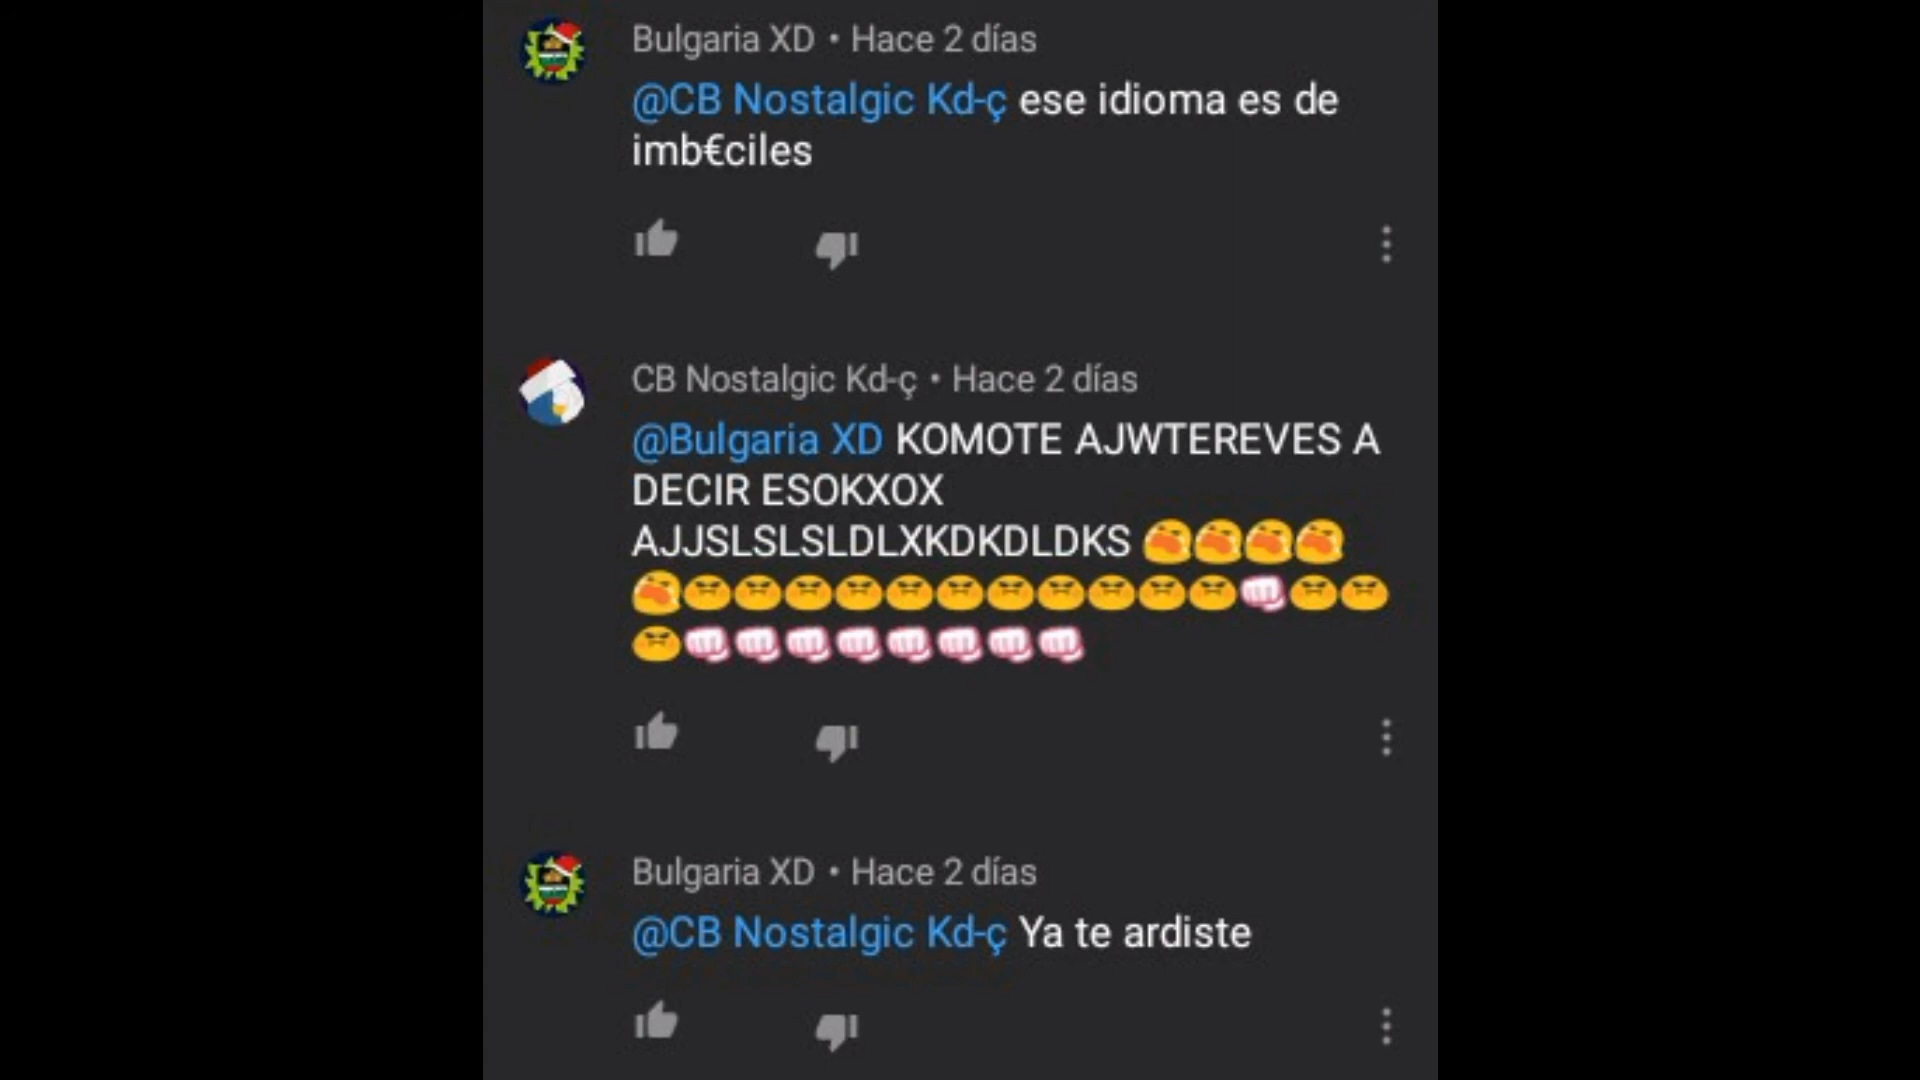 Bulgaria XD • Hace 2 días
@CB Nostalgic Kd-ç ese idioma es de
imb€ciles
CB Nostalgic Kd-ç • Hace 2 días
@Bulgaria XD KOMOTE AJWTEREVES A
DECIR ESOKXOX
AJJSLSLSLDLXKDKDLDKS
Bulgaria XD • Hace 2 días
@CB Nostalgic Kd-ç Ya te ardiste